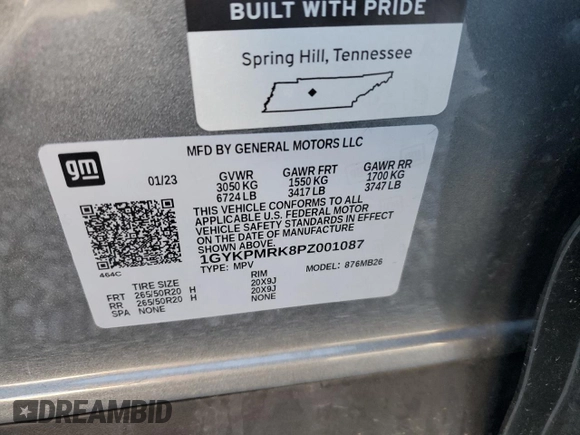 BUILT WITH PRIDE
Spring Hill, Tennessee
gm
MFD BY GENERAL MOTORS LLC
01/23 GVWR GAWR FRT GAWR RR
3050 KG 1550 KG 1700 KG
6724 LB 3417 LB 3747 LB
THIS VEHICLE CONFORMS TO ALL
APPLICABLE U.S. FEDERAL MOTOR
VEHICLE SAFETY STANDARDS IN EFFECT
ON THE DATE OF MANUFACTURE
SHOWN ABOVE.
1GYKPMRK8PZ001087
464C TYPE: MPV MODEL: 876MB26
TIRE SIZE RIM
FRT 265/50R20 H 20X9J
RR 265/50R20 H 20X9J
SPA NONE NONE
DREAMBID